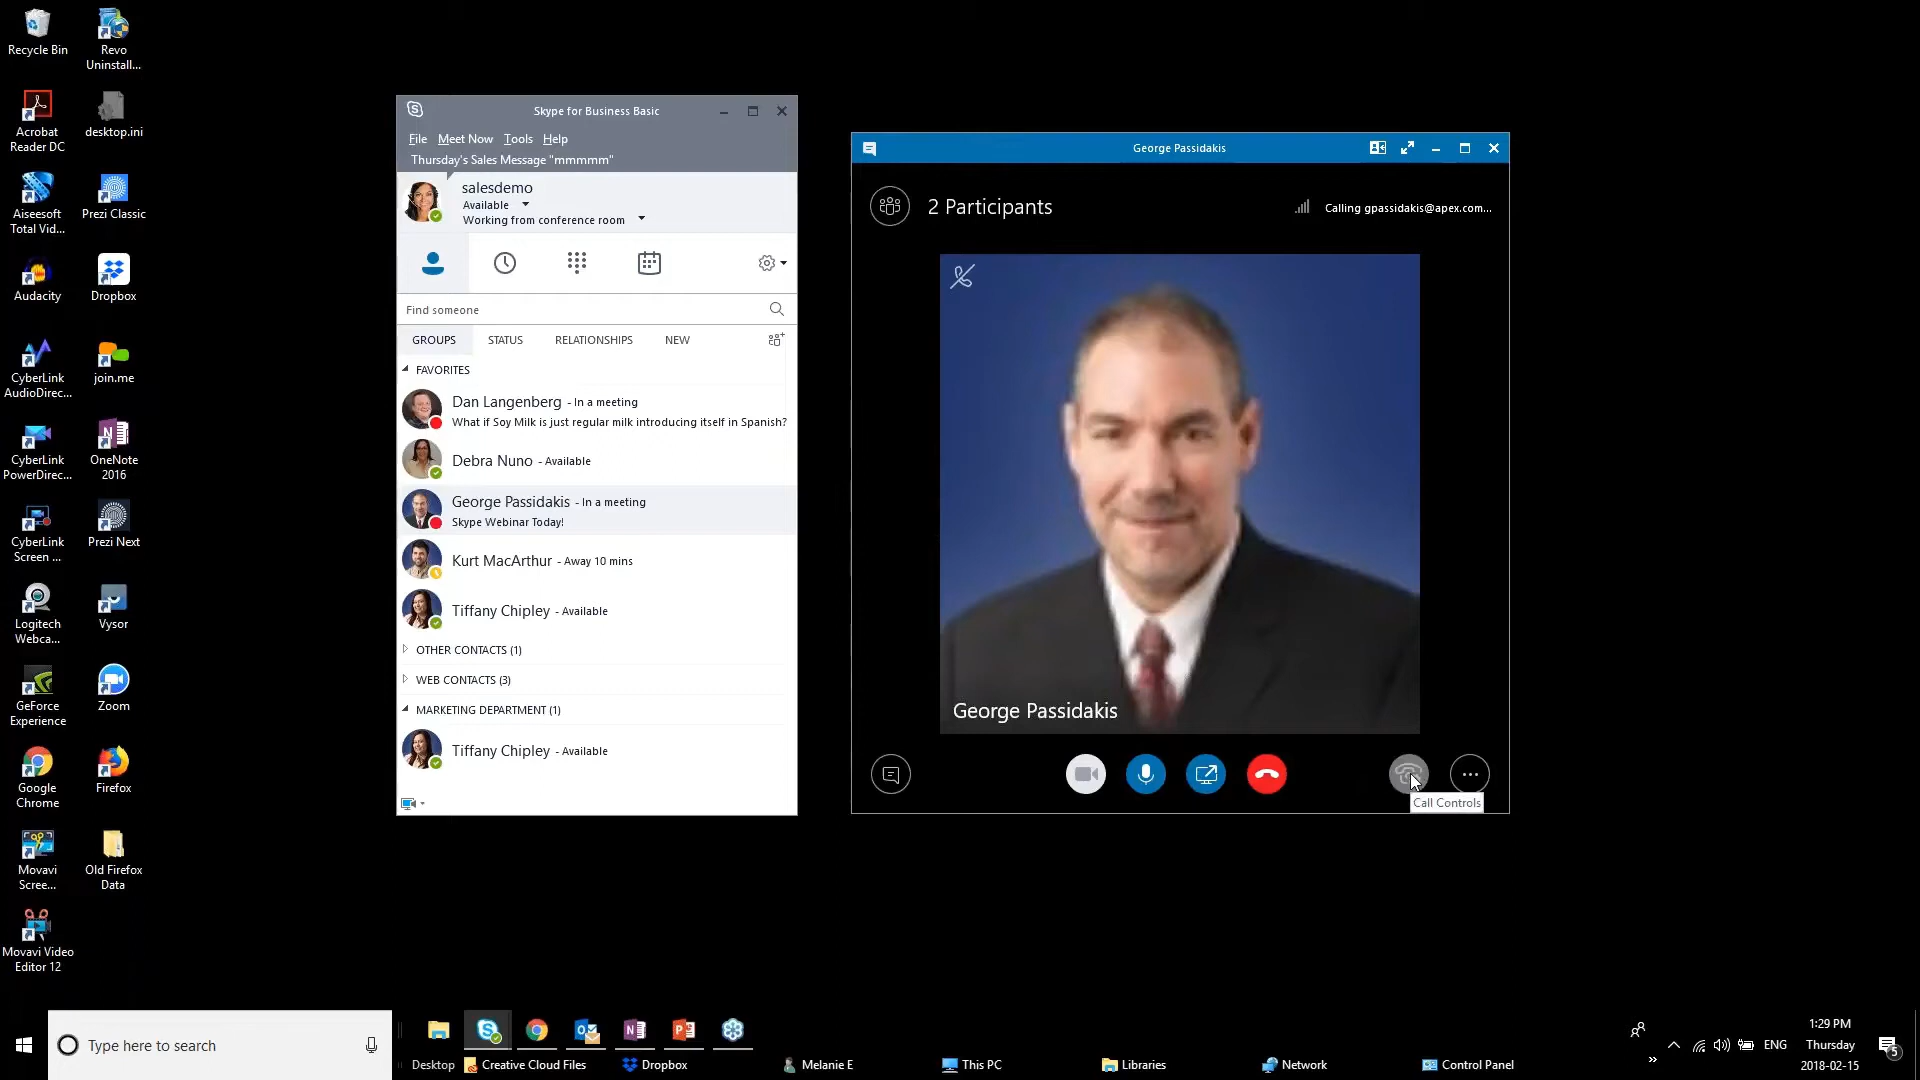 Recycle Bin
Revo
Uninstall...
Acrobat
Reader DC
desktop.ini
Aiseesoft
Total Vid...
Prezi Classic
Audacity
Dropbox
CyberLink
AudioDirec...
join.me
CyberLink
PowerDirec...
OneNote
2016
CyberLink
Screen ...
Prezi Next
Logitech
Webca...
Vysor
GeForce
Experience
Zoom
Google
Chrome
Firefox
Movavi
Scree...
Old Firefox
Data
Movavi Video
Editor 12
Skype for Business Basic
File Meet Now Tools Help
Thursday's Sales Message "mmmmm"
salesdemo
Available
Working from conference room
Find someone
GROUPS STATUS RELATIONSHIPS NEW
FAVORITES
Dan Langenberg - In a meeting
What if Soy Milk is just regular milk introducing itself in Spanish?
Debra Nuno - Available
George Passidakis - In a meeting
Skype Webinar Today!
Kurt MacArthur - Away 10 mins
Tiffany Chipley - Available
OTHER CONTACTS (1)
WEB CONTACTS (3)
MARKETING DEPARTMENT (1)
Tiffany Chipley - Available
George Passidakis
2 Participants
Calling gpassidakis@apex.com...
George Passidakis
Call Controls
Type here to search
Desktop
Creative Cloud Files
Dropbox
Melanie E
This PC
Libraries
Network
Control Panel
ENG
1:29 PM
Thursday
2018-02-15
5